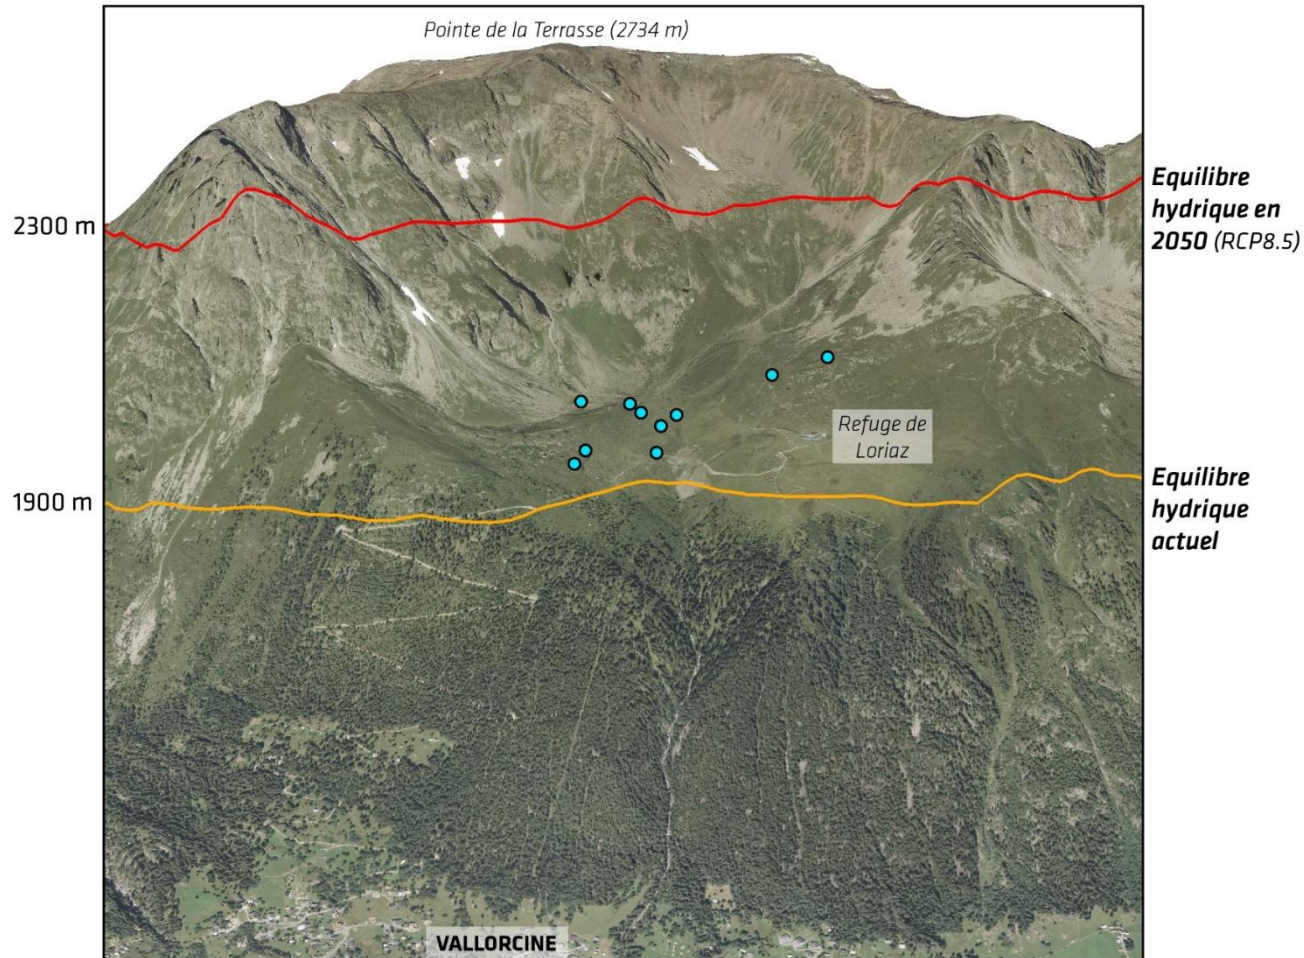 Pointe de la Terrasse (2734 m)
2300 m
Equilibre
hydrique en
2050 (RCP8.5)
Refuge de
Loriaz
1900 m
Equilibre
hydrique
actuel
VALLORCINE